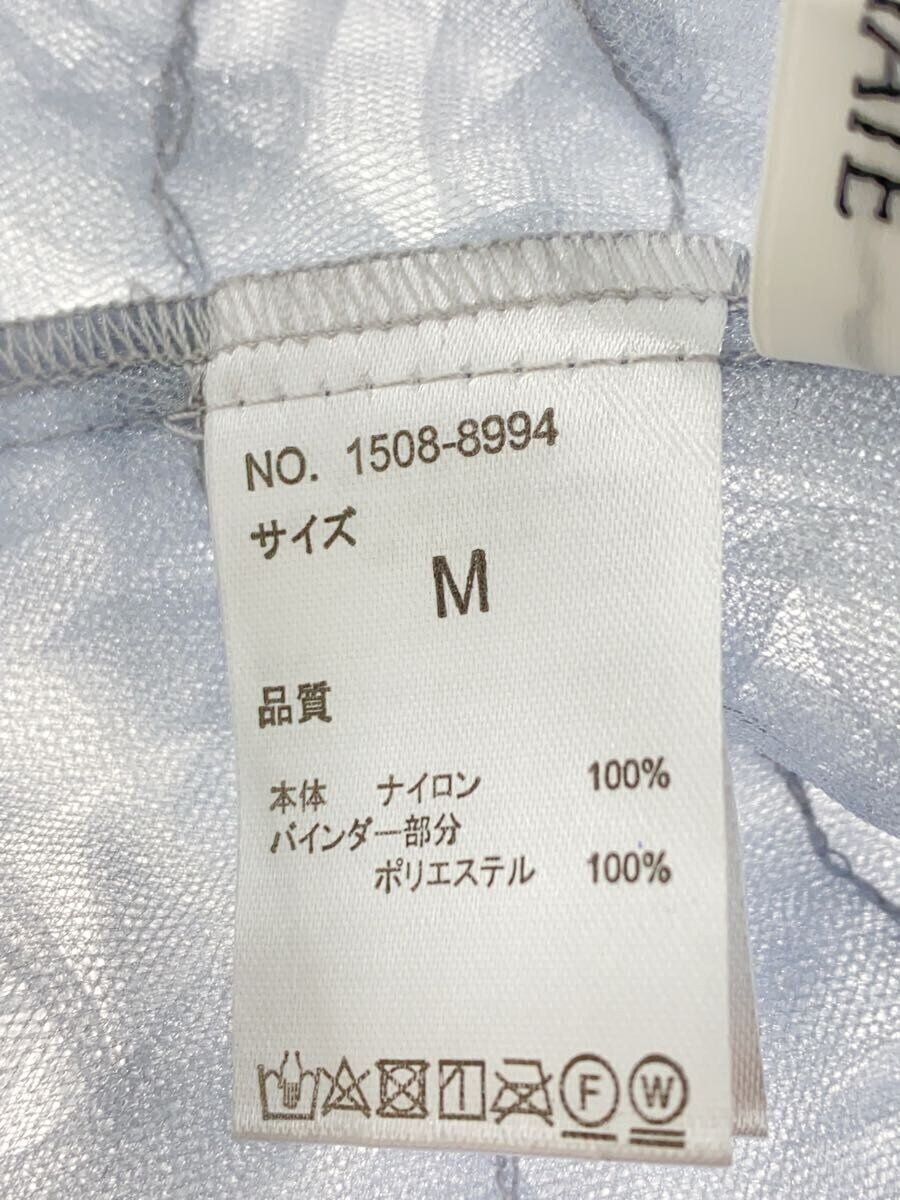 NO. 1508-8994
サイズ
M
品質
本体 ナイロン 100%
バインダー部分
ポリエステル 100%
F
W